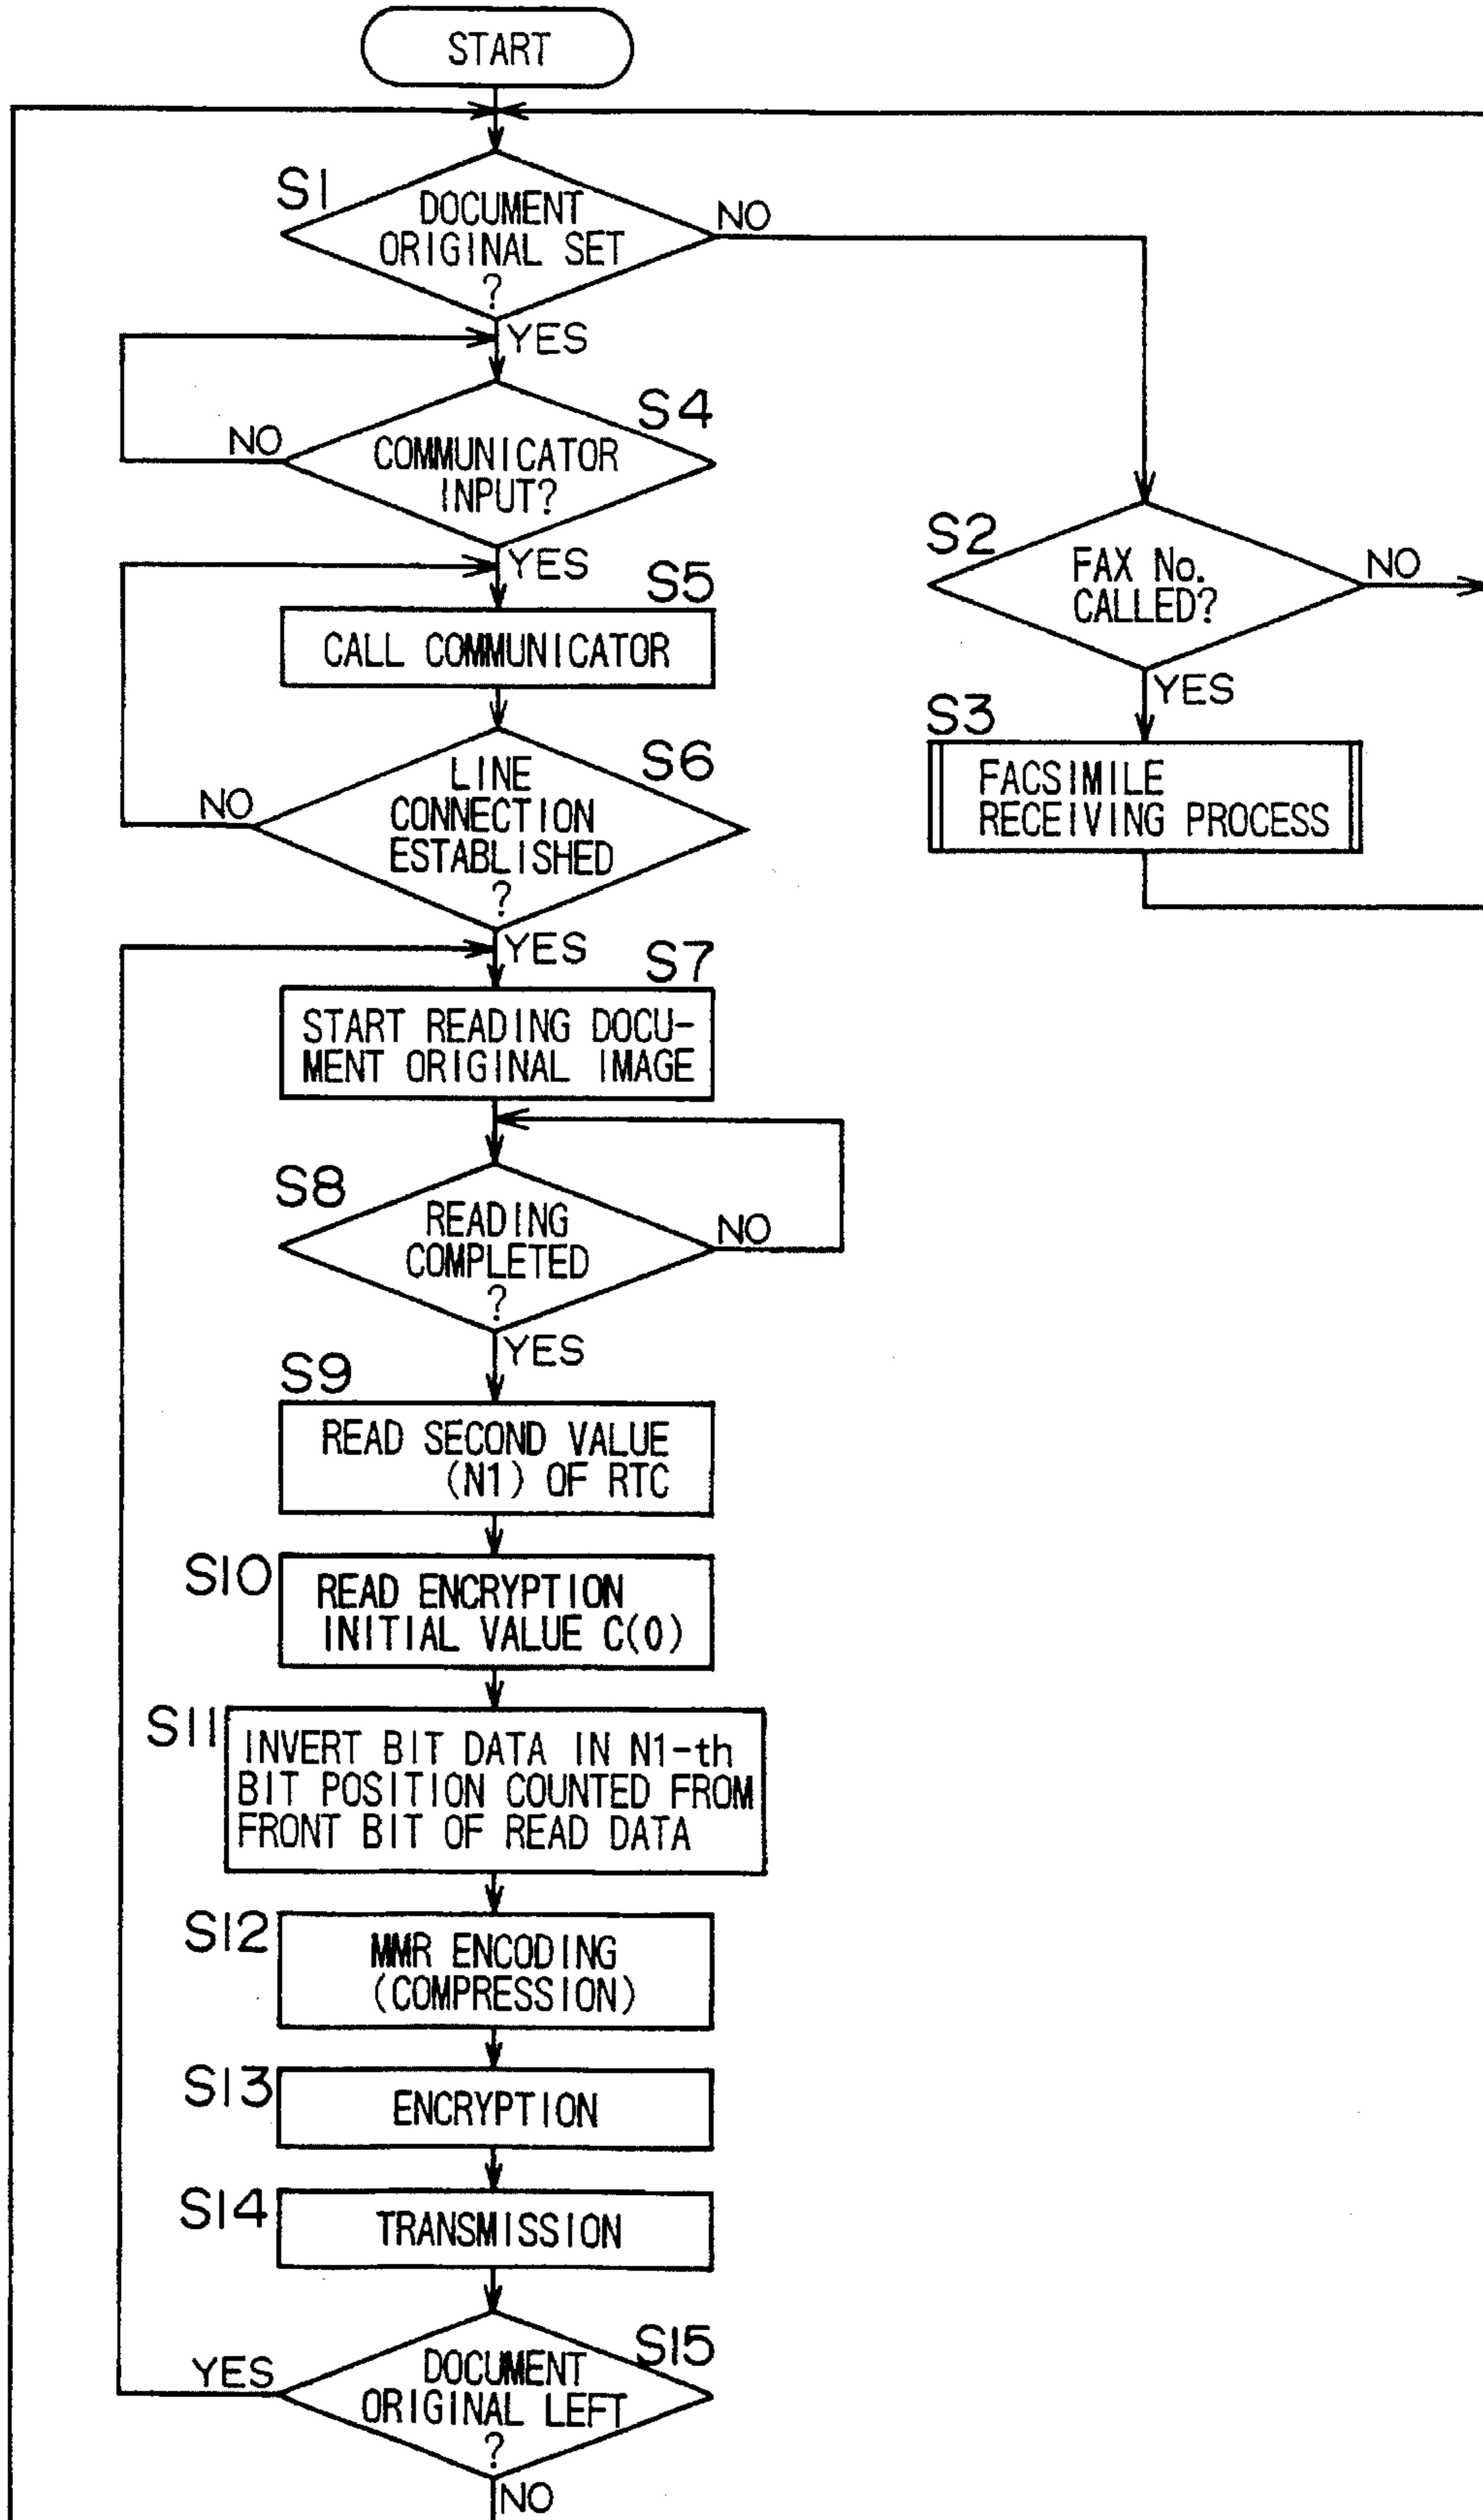 START
S1
DOCUMENT
ORIGINAL SET
?
NO
YES
S4
COMMUNICATOR
INPUT?
NO
YES
S5
CALL COMMUNICATOR
S6
LINE
CONNECTION
ESTABLISHED
?
NO
YES
S2
FAX No.
CALLED?
NO
YES
S3
FACSIMILE
RECEIVING PROCESS
S7
START READING DOCU-
MENT ORIGINAL IMAGE
S8
READING
COMPLETED
?
NO
YES
S9
READ SECOND VALUE
(N1) OF RTC
S10
READ ENCRYPTION
INITIAL VALUE C(0)
S11
INVERT BIT DATA IN N1-th
BIT POSITION COUNTED FROM
FRONT BIT OF READ DATA
S12
MMR ENCODING
(COMPRESSION)
S13
ENCRYPTION
S14
TRANSMISSION
S15
DOCUMENT
ORIGINAL LEFT
?
YES
NO